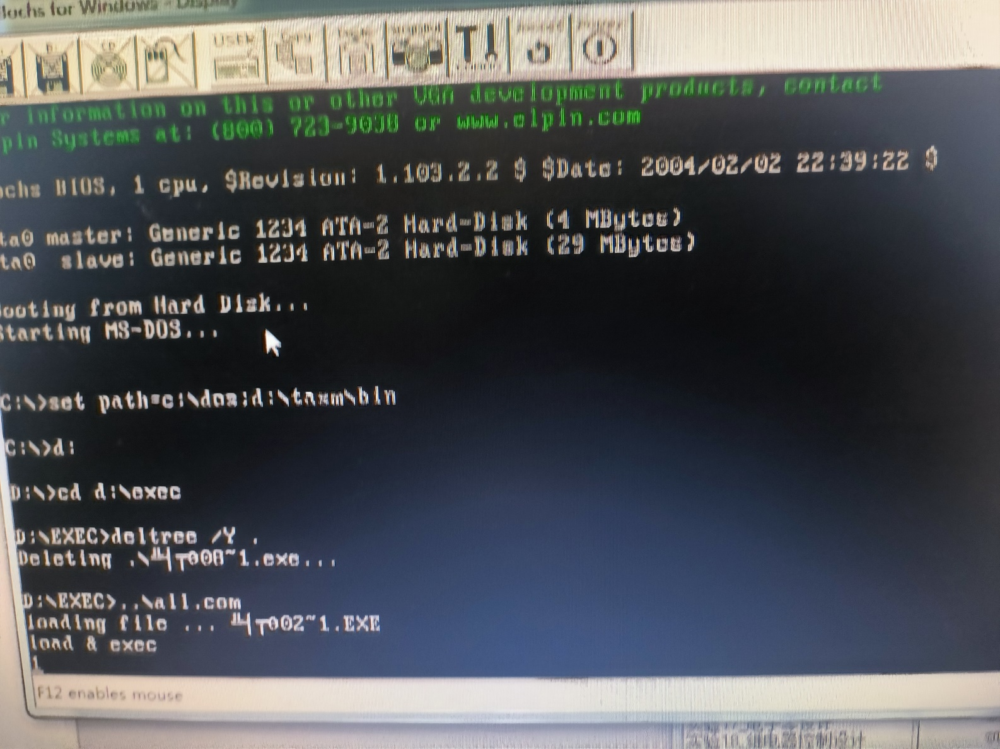 ochs for Windows - Display
USER
CD
r information on this or other VGA development products, contact
pin Systems at: (800) 723-9038 or www.elpin.com
ochs BIOS, 1 cpu, $Revision: 1.103.2.2 $ $Date: 2004/02/02 22:39:22 $
ta0 master: Generic 1234 ATA-2 Hard-Disk (4 MBytes)
ta0  slave: Generic 1234 ATA-2 Hard-Disk (29 MBytes)
ooting from Hard Disk...
Starting MS-DOS...
C:\>set path=c:\dos;d:\tasm\bin
C:\>d:
D:\>cd d:\exec
D:\EXEC>deltree /Y .
Deleting .\╨┬╤008~1.exe...
D:\EXEC>..\all.com
loading file ... ╨┬╤002~1.EXE
load & exec
1
F12 enables mouse